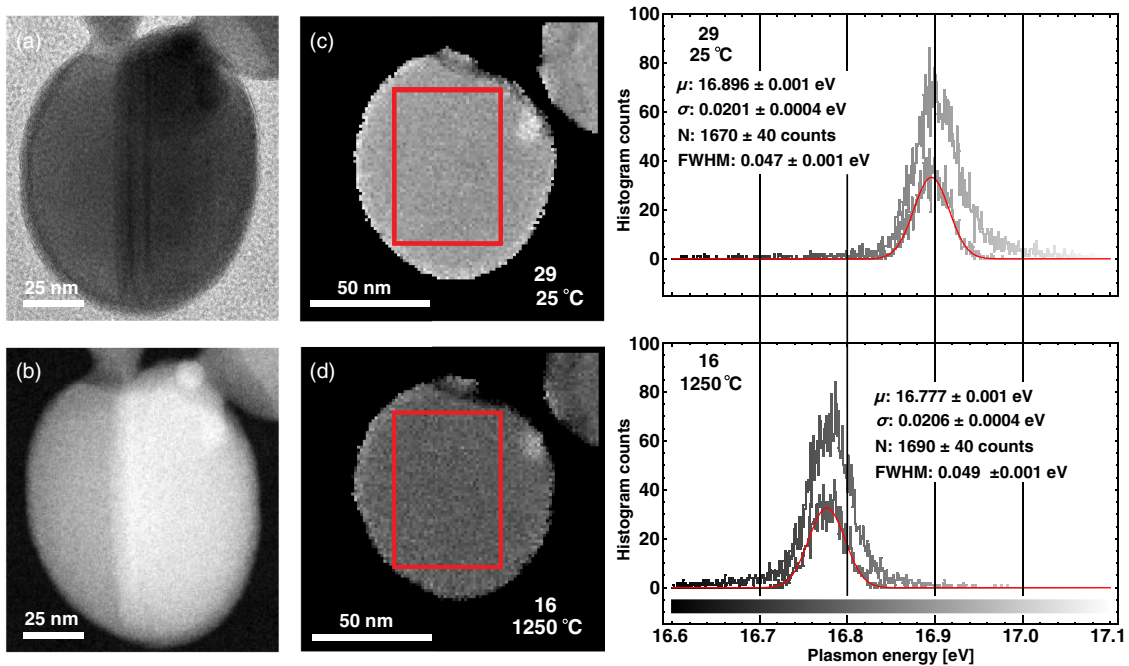 (a)
25 nm
(b)
25 nm
(c)
50 nm
29
25 °C
(d)
50 nm
16
1250 °C
100
80
60
40
20
0
Histogram counts
29
25 °C
μ: 16.896 ± 0.001 eV
σ: 0.0201 ± 0.0004 eV
N: 1670 ± 40 counts
FWHM: 0.047 ± 0.001 eV
100
80
60
40
20
0
Histogram counts
16
1250 °C
μ: 16.777 ± 0.001 eV
σ: 0.0206 ± 0.0004 eV
N: 1690 ± 40 counts
FWHM: 0.049 ±0.001 eV
16.6 16.7 16.8 16.9 17.0 17.1
Plasmon energy [eV]